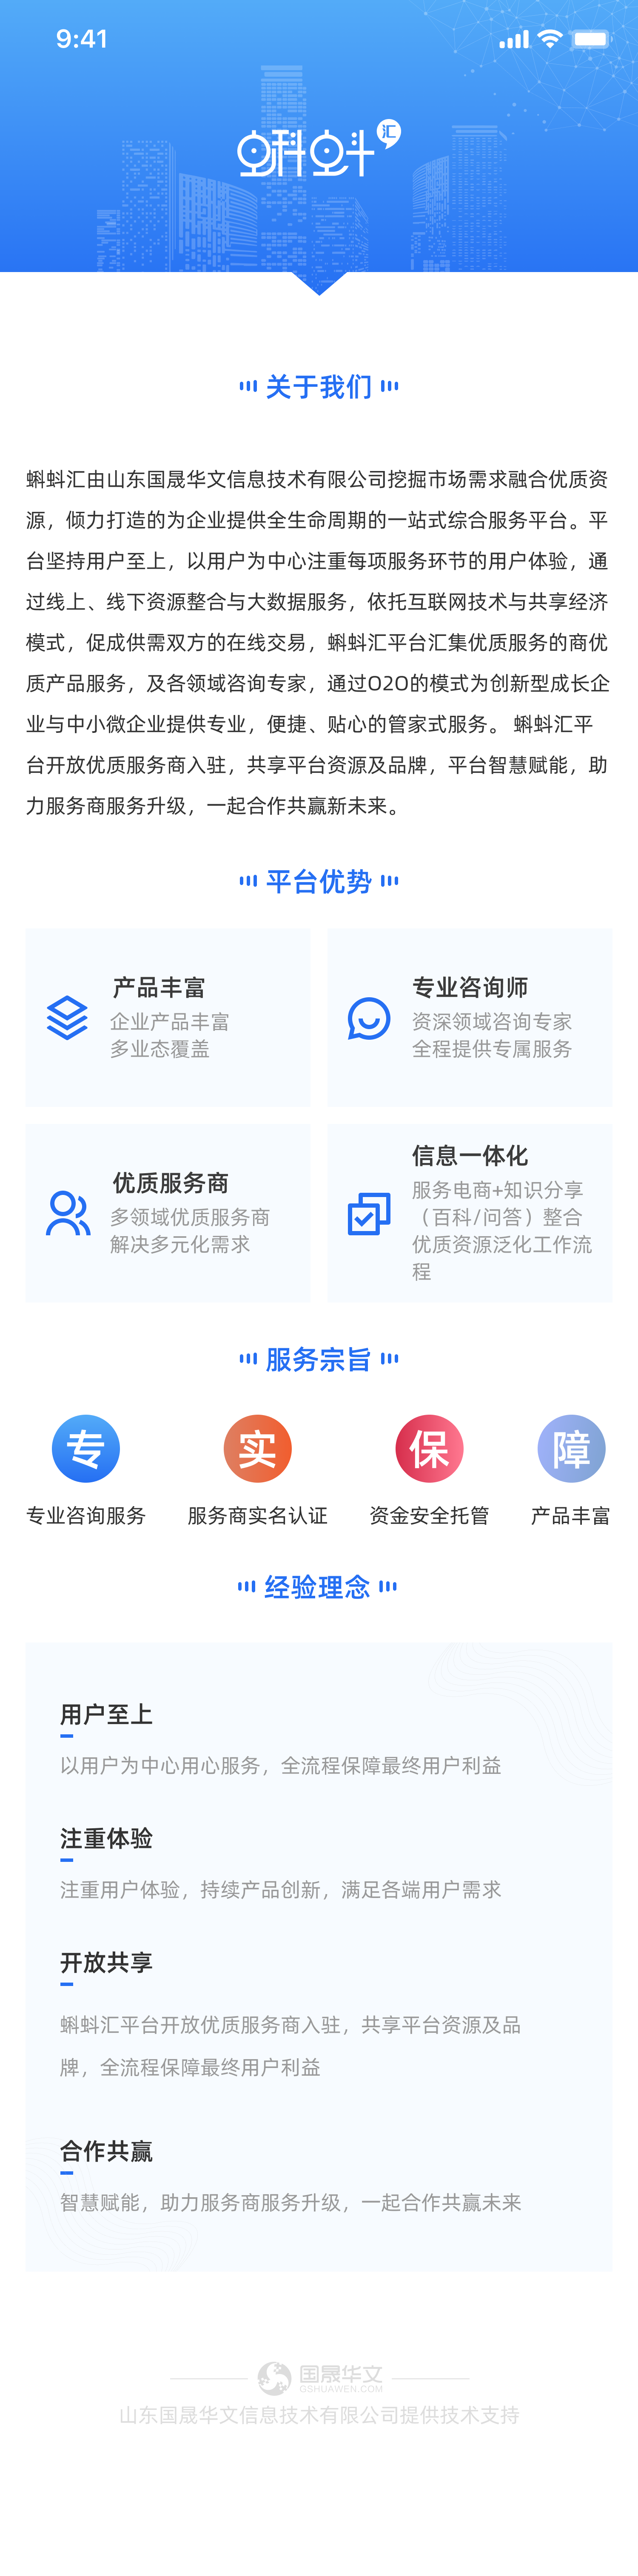 9:41
蝌蚪汇
关于我们
蝌蚪汇由山东国晟华文信息技术有限公司挖掘市场需求融合优质资
源，倾力打造的为企业提供全生命周期的一站式综合服务平台。平
台坚持用户至上，以用户为中心注重每项服务环节的用户体验，通
过线上、线下资源整合与大数据服务，依托互联网技术与共享经济
模式，促成供需双方的在线交易，蝌蚪汇平台汇集优质服务的商优
质产品服务，及各领域咨询专家，通过O2O的模式为创新型成长企
业与中小微企业提供专业，便捷、贴心的管家式服务。 蝌蚪汇平
台开放优质服务商入驻，共享平台资源及品牌，平台智慧赋能，助
力服务商服务升级，一起合作共赢新未来。
平台优势
产品丰富
企业产品丰富
多业态覆盖
专业咨询师
资深领域咨询专家
全程提供专属服务
优质服务商
多领域优质服务商
解决多元化需求
信息一体化
服务电商+知识分享
（百科/问答）整合
优质资源泛化工作流
程
服务宗旨
专 实 保 障
专业咨询服务 服务商实名认证 资金安全托管 产品丰富
经验理念
用户至上
以用户为中心用心服务，全流程保障最终用户利益
注重体验
注重用户体验，持续产品创新，满足各端用户需求
开放共享
蝌蚪汇平台开放优质服务商入驻，共享平台资源及品
牌，全流程保障最终用户利益
合作共赢
智慧赋能，助力服务商服务升级，一起合作共赢未来
国晟华文
GSHUAWEN.COM
山东国晟华文信息技术有限公司提供技术支持